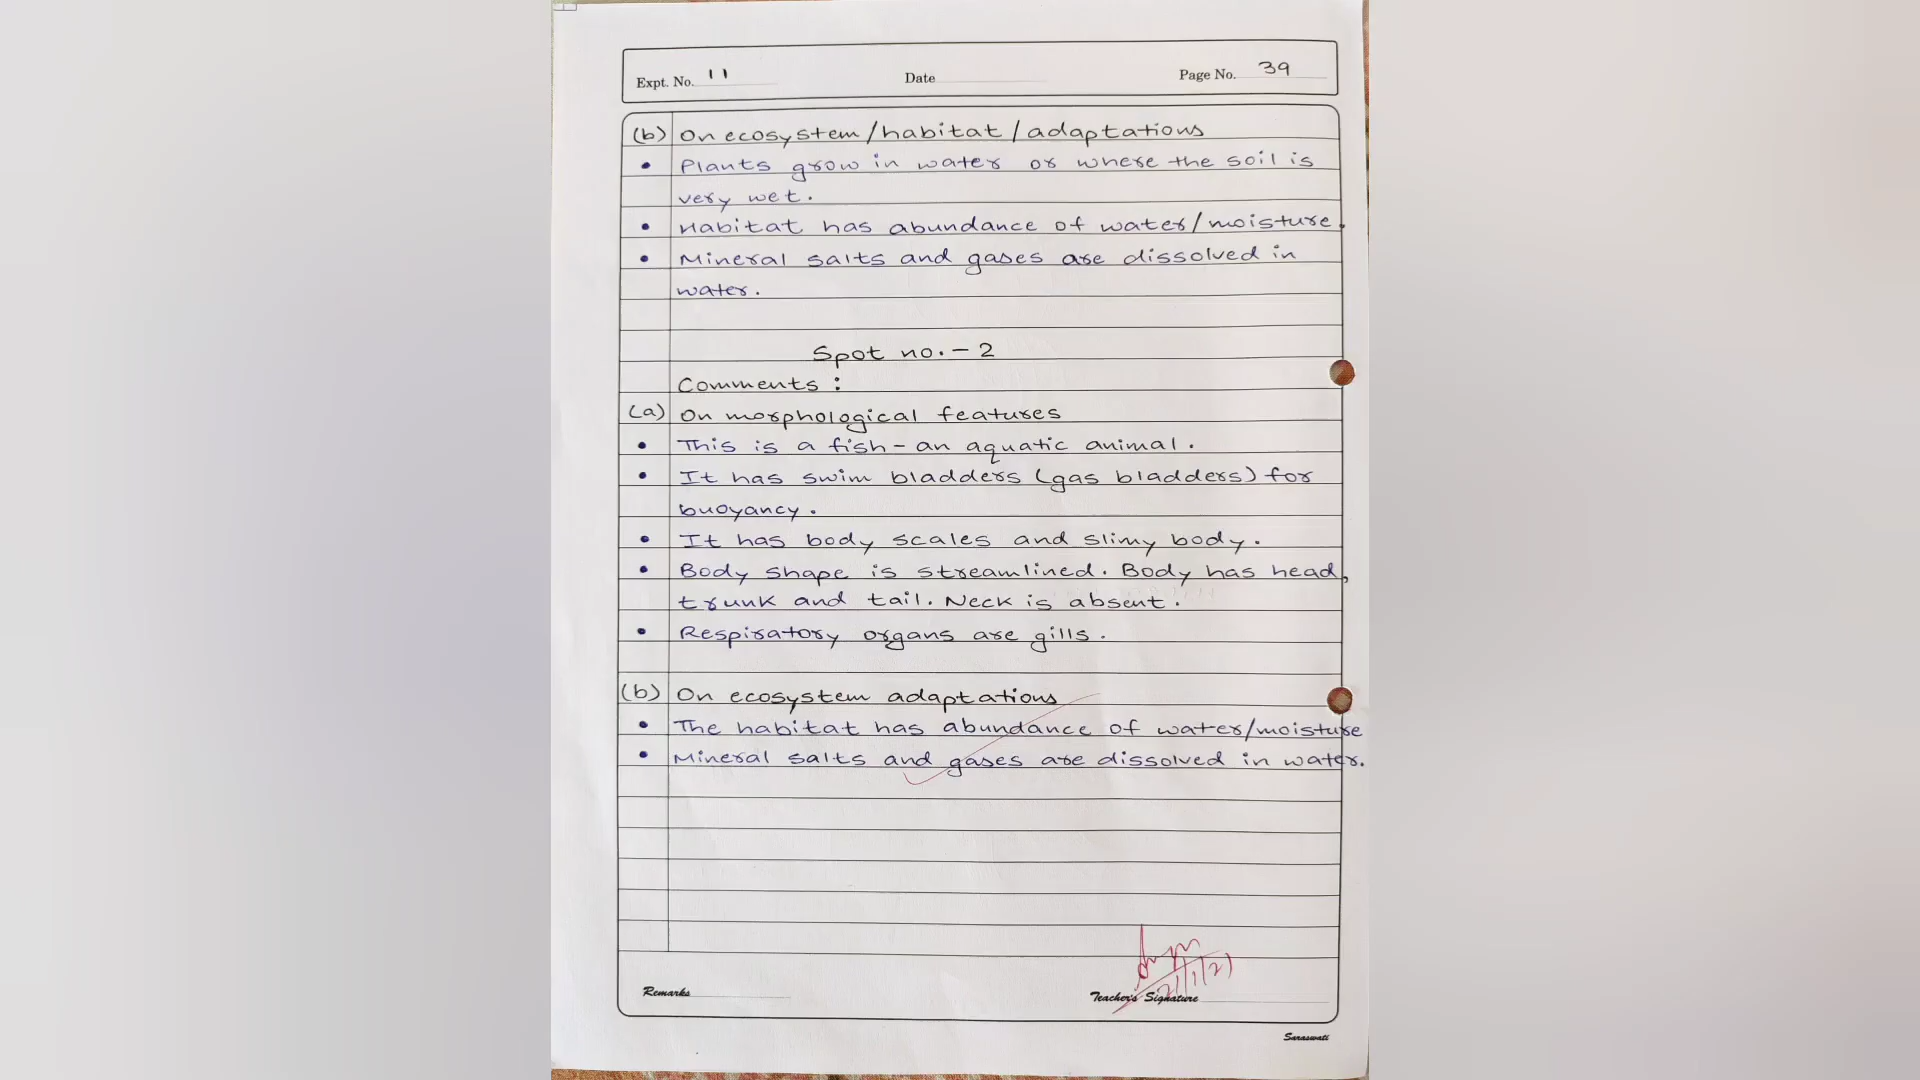 Expt. No. 11 Date Page No. 39
(b) On ecosystem/habitat/adaptations
• Plants grow in water or where the soil is
very wet.
• Habitat has abundance of water/moisture.
• Mineral salts and gases are dissolved in
water.
Spot no. - 2
Comments :
(a) On morphological features
• This is a fish - an aquatic animal.
• It has swim bladders (gas bladders) for
buoyancy.
• It has body scales and slimy body.
• Body shape is streamlined. Body has head,
trunk and tail. Neck is absent.
• Respiratory organs are gills.
(b) On ecosystem adaptations
• The habitat has abundance of water/moisture
• Mineral salts and gases are dissolved in water.
21/1/21
Remarks Teacher's Signature
Saraswati